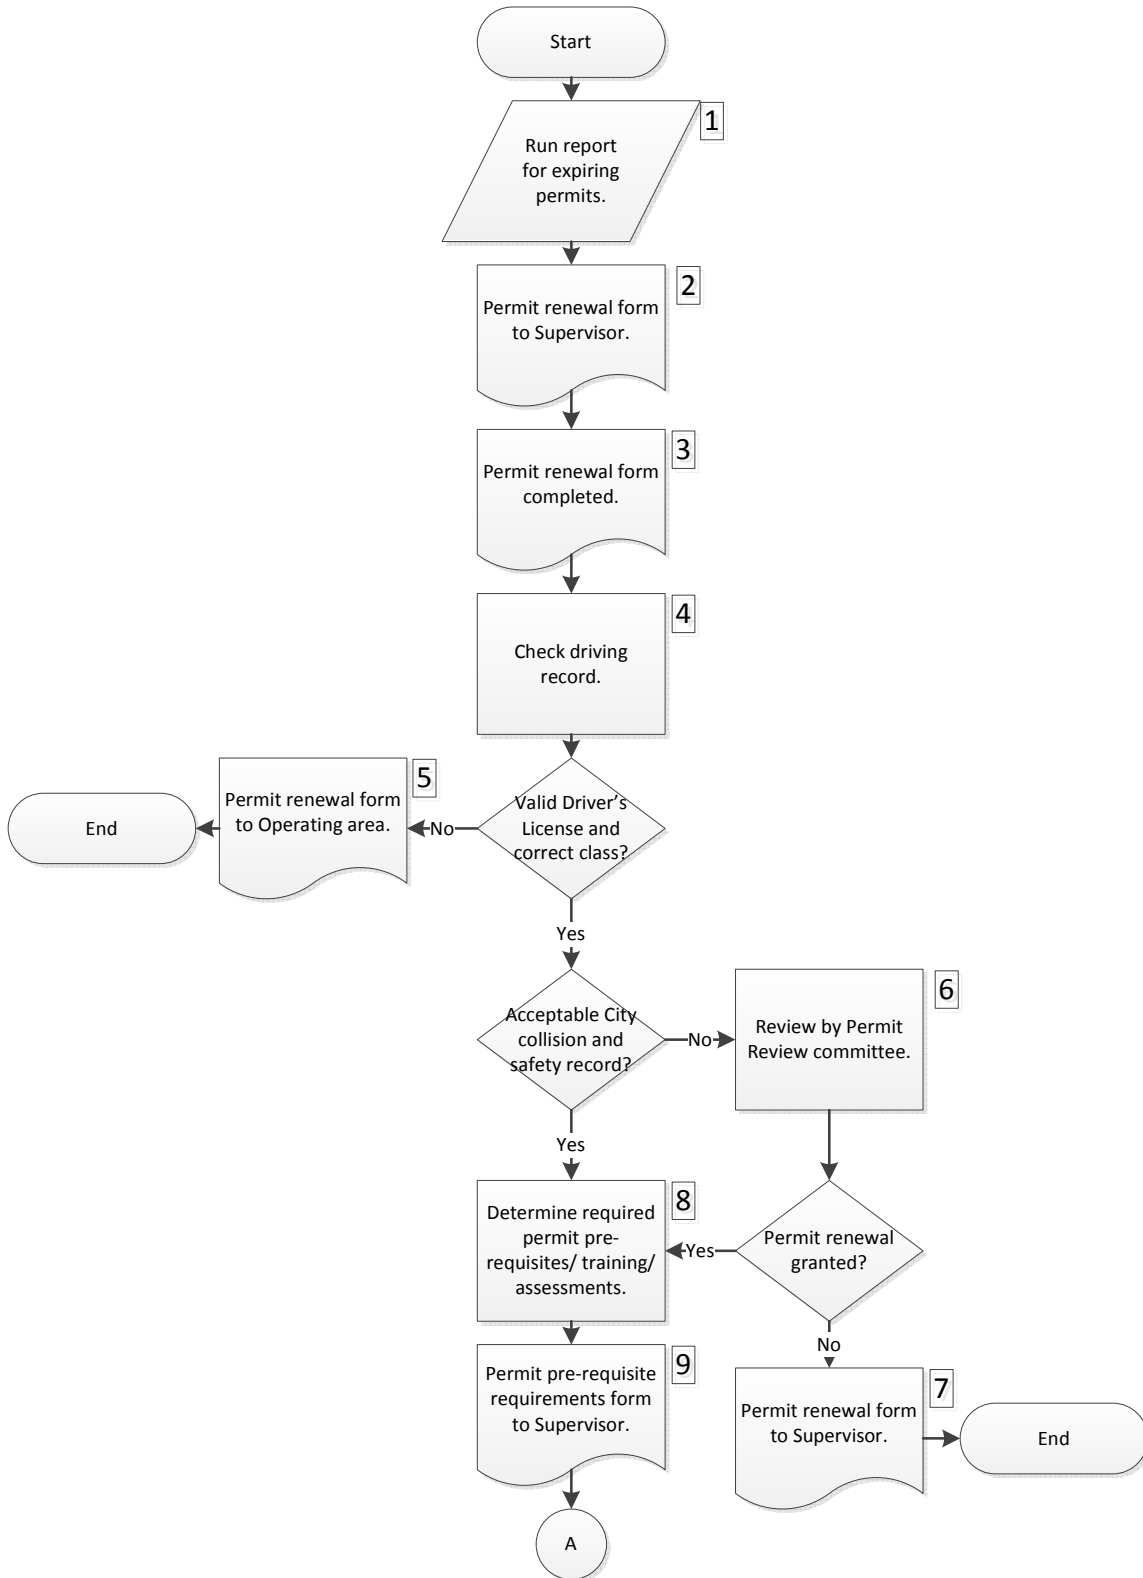 Start
1
Run report
for expiring
permits.
2
Permit renewal form
to Supervisor.
3
Permit renewal form
completed.
4
Check driving
record.
5
Permit renewal form
to Operating area.
End
No
Valid Driver's
License and
correct class?
Yes
6
Acceptable City
collision and
safety record?
No
Review by Permit
Review committee.
Yes
8
Determine required
permit pre-
requisites/ training/
assessments.
Yes
Permit renewal
granted?
No
9
Permit pre-requisite
requirements form
to Supervisor.
7
Permit renewal form
to Supervisor.
End
A